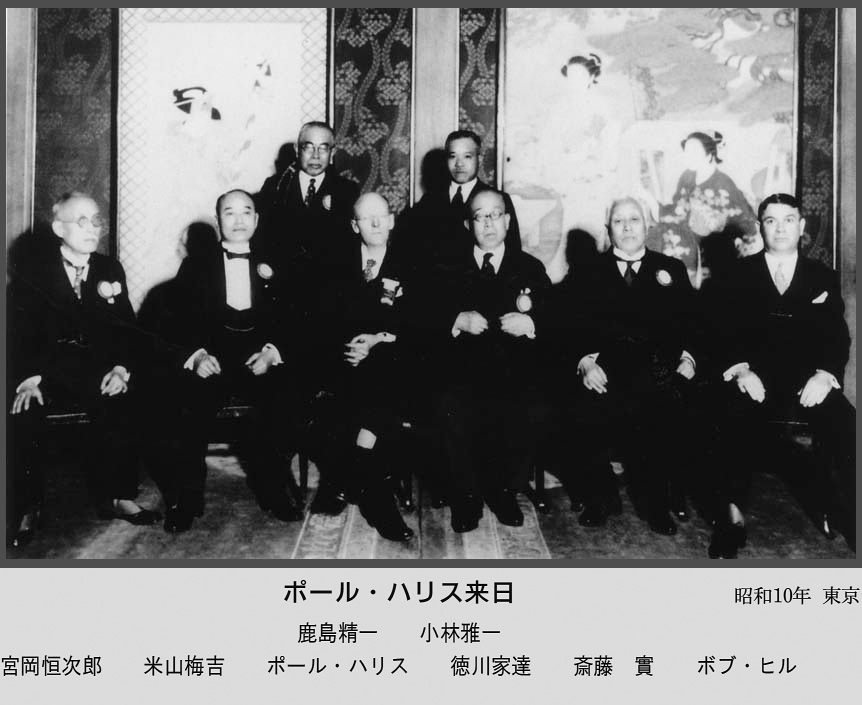 ポール・ハリス来日
昭和10年 東京
鹿島精一 小林雅一
宮岡恒次郎 米山梅吉 ポール・ハリス 徳川家達 斎藤 實 ボブ・ヒル